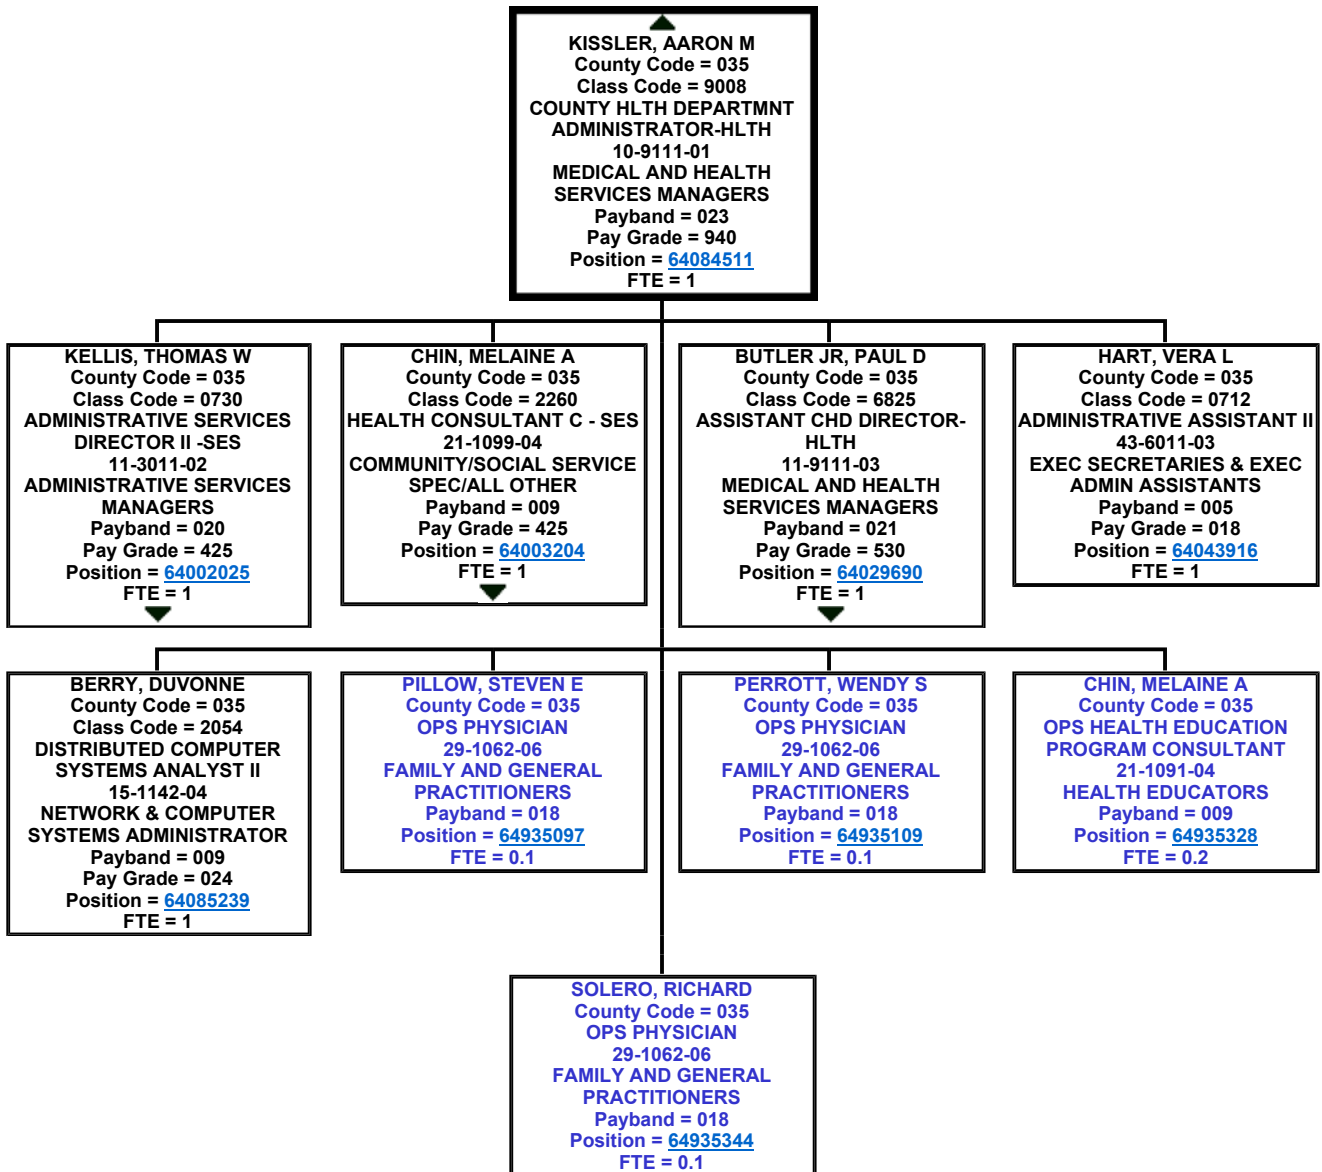 KISSLER, AARON M
County Code = 035
Class Code = 9008
COUNTY HLTH DEPARTMNT
ADMINISTRATOR-HLTH
10-9111-01
MEDICAL AND HEALTH
SERVICES MANAGERS
Payband = 023
Pay Grade = 940
Position = 64084511
FTE = 1
KELLIS, THOMAS W
County Code = 035
Class Code = 0730
ADMINISTRATIVE SERVICES
DIRECTOR II -SES
11-3011-02
ADMINISTRATIVE SERVICES
MANAGERS
Payband = 020
Pay Grade = 425
Position = 64002025
FTE = 1
CHIN, MELAINE A
County Code = 035
Class Code = 2260
HEALTH CONSULTANT C - SES
21-1099-04
COMMUNITY/SOCIAL SERVICE
SPEC/ALL OTHER
Payband = 009
Pay Grade = 425
Position = 64003204
FTE = 1
BUTLER JR, PAUL D
County Code = 035
Class Code = 6825
ASSISTANT CHD DIRECTOR-
HLTH
11-9111-03
MEDICAL AND HEALTH
SERVICES MANAGERS
Payband = 021
Pay Grade = 530
Position = 64029690
FTE = 1
HART, VERA L
County Code = 035
Class Code = 0712
ADMINISTRATIVE ASSISTANT II
43-6011-03
EXEC SECRETARIES & EXEC
ADMIN ASSISTANTS
Payband = 005
Pay Grade = 018
Position = 64043916
FTE = 1
BERRY, DUVONNE
County Code = 035
Class Code = 2054
DISTRIBUTED COMPUTER
SYSTEMS ANALYST II
15-1142-04
NETWORK & COMPUTER
SYSTEMS ADMINISTRATOR
Payband = 009
Pay Grade = 024
Position = 64085239
FTE = 1
PILLOW, STEVEN E
County Code = 035
OPS PHYSICIAN
29-1062-06
FAMILY AND GENERAL
PRACTITIONERS
Payband = 018
Position = 64935097
FTE = 0.1
PERROTT, WENDY S
County Code = 035
OPS PHYSICIAN
29-1062-06
FAMILY AND GENERAL
PRACTITIONERS
Payband = 018
Position = 64935109
FTE = 0.1
CHIN, MELAINE A
County Code = 035
OPS HEALTH EDUCATION
PROGRAM CONSULTANT
21-1091-04
HEALTH EDUCATORS
Payband = 009
Position = 64935328
FTE = 0.2
SOLERO, RICHARD
County Code = 035
OPS PHYSICIAN
29-1062-06
FAMILY AND GENERAL
PRACTITIONERS
Payband = 018
Position = 64935344
FTE = 0.1